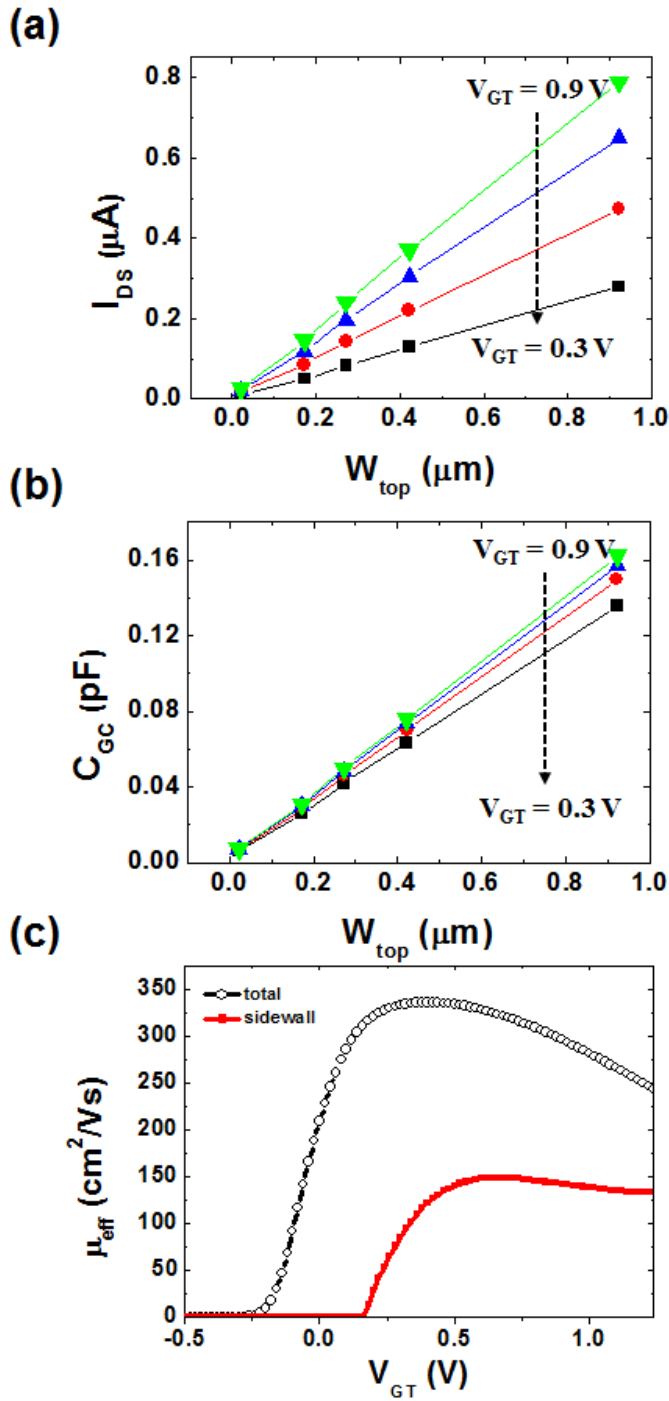 (a)
0.8
0.6
0.4
0.2
0.0
I_DS (μA)
V_GT = 0.9 V
V_GT = 0.3 V
0.0 0.2 0.4 0.6 0.8 1.0
W_top (μm)
(b)
0.16
0.12
0.08
0.04
0.00
C_GC (pF)
V_GT = 0.9 V
V_GT = 0.3 V
0.0 0.2 0.4 0.6 0.8 1.0
W_top (μm)
(c)
350
300
250
200
150
100
50
0
μ_eff (cm²/Vs)
total
sidewall
-0.5 0.0 0.5 1.0
V_GT (V)